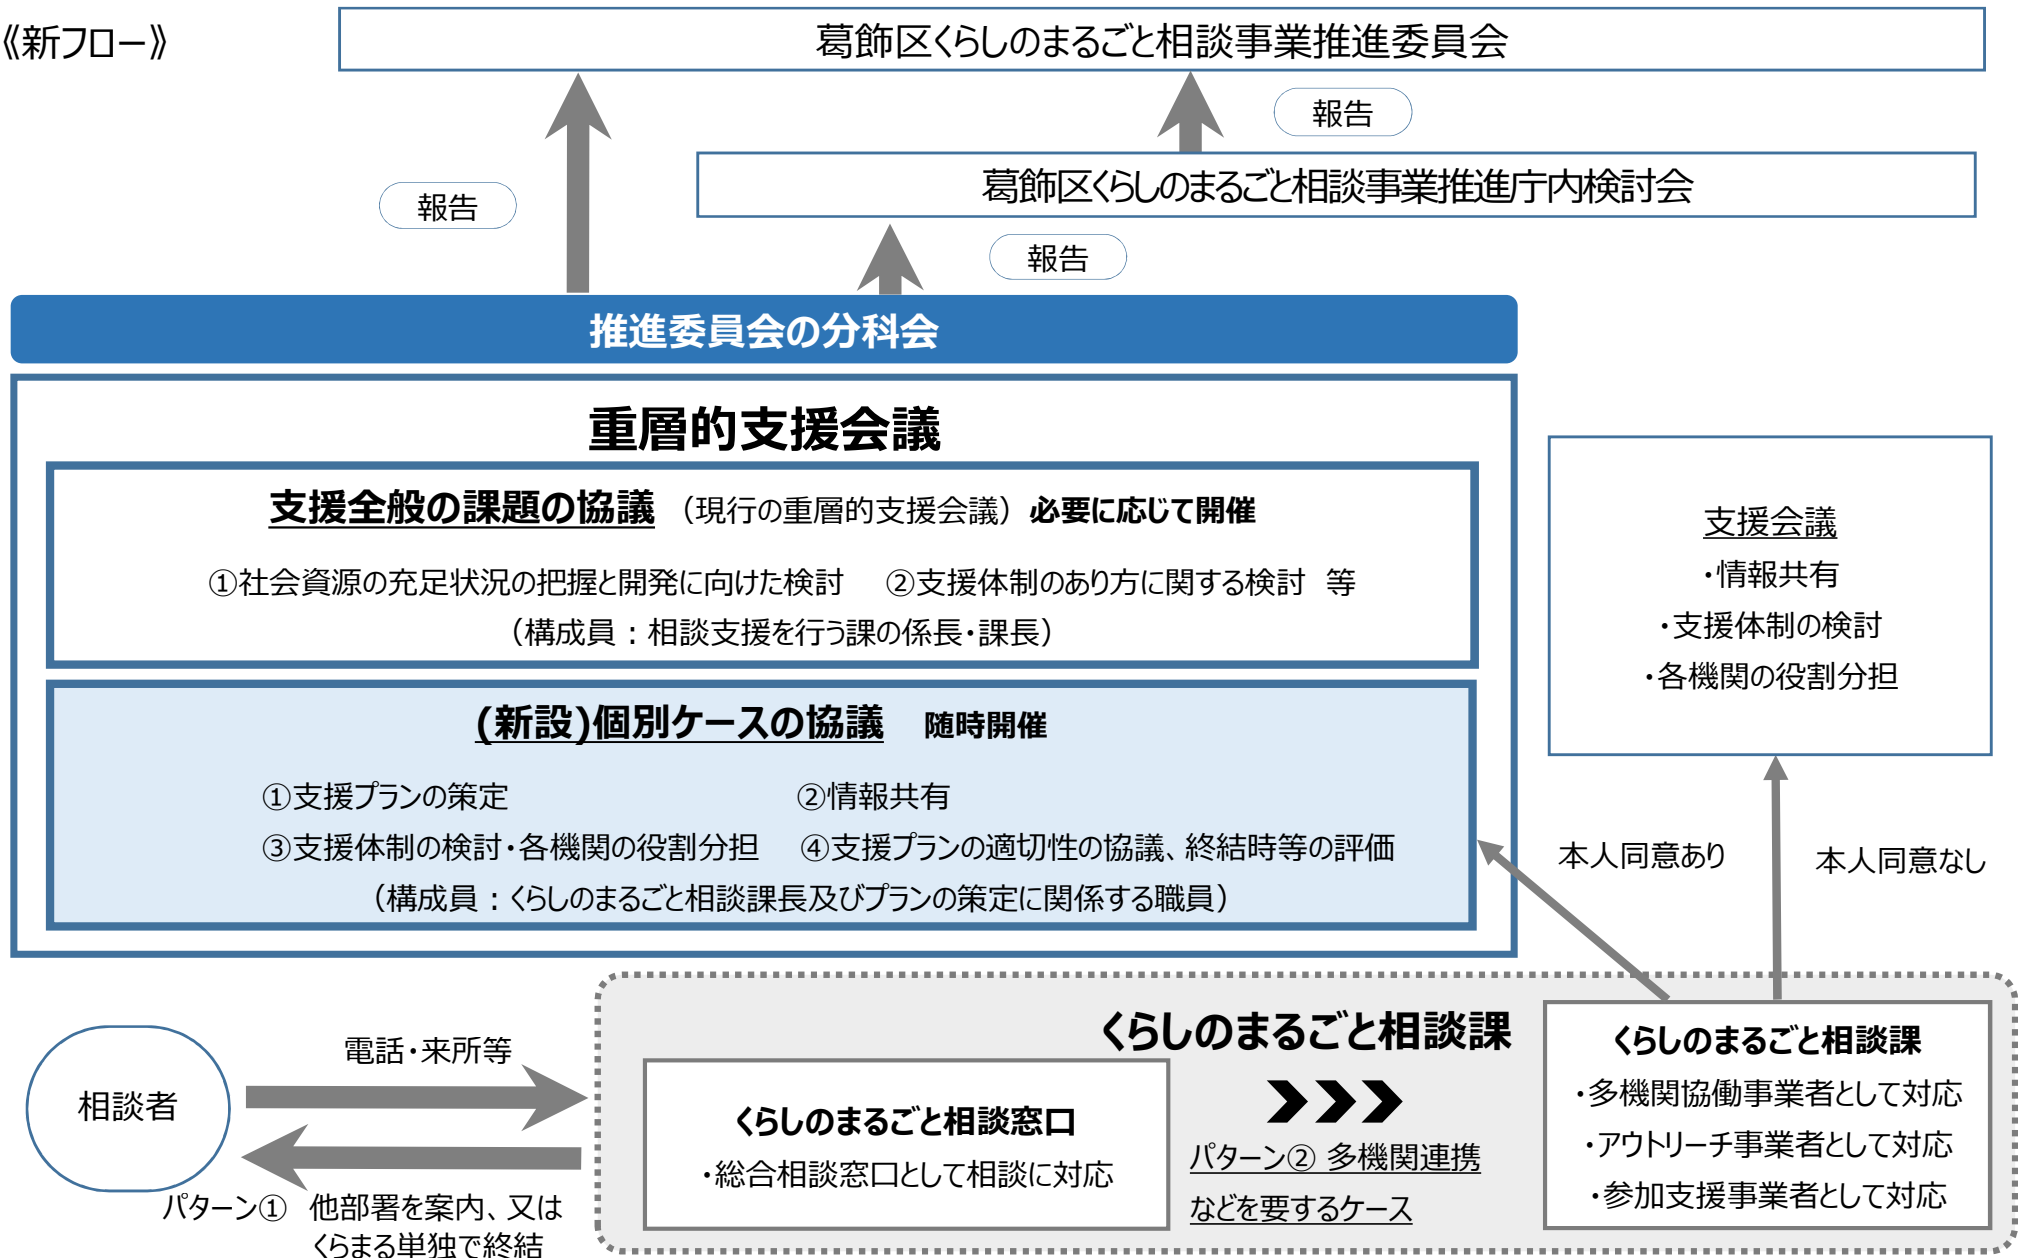 《新フロー》
葛飾区くらしのまるごと相談事業推進委員会
報告
葛飾区くらしのまるごと相談事業推進庁内検討会
報告
報告
推進委員会の分科会
重層的支援会議
支援全般の課題の協議 （現行の重層的支援会議）必要に応じて開催
①社会資源の充足状況の把握と開発に向けた検討 ②支援体制のあり方に関する検討 等
（構成員：相談支援を行う課の係長・課長）
(新設)個別ケースの協議 随時開催
①支援プランの策定 ②情報共有
③支援体制の検討・各機関の役割分担 ④支援プランの適切性の協議、終結時等の評価
（構成員：くらしのまるごと相談課長及びプランの策定に関係する職員）
支援会議
・情報共有
・支援体制の検討
・各機関の役割分担
本人同意あり
本人同意なし
相談者
電話・来所等
パターン① 他部署を案内、又は
くらまる単独で終結
くらしのまるごと相談課
くらしのまるごと相談窓口
・総合相談窓口として相談に対応
パターン② 多機関連携
などを要するケース
くらしのまるごと相談課
・多機関協働事業者として対応
・アウトリーチ事業者として対応
・参加支援事業者として対応